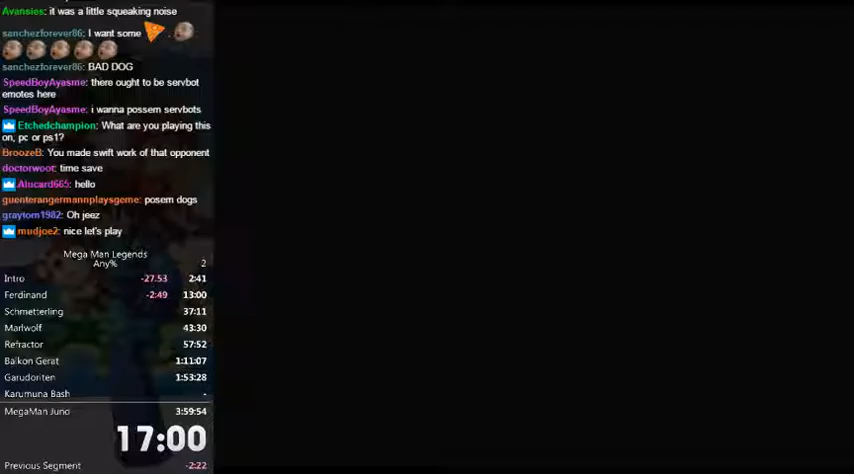 Avansies: it was a little squeaking noise
sanchezforever86: I want some
sanchezforever86: BAD DOG
SpeedBoyAyasme: there ought to be servbot
emotes here
SpeedBoyAyasme: i wanna possem servbots
Etchedchampion: What are you playing this
on, pc or ps1?
BroozeB: You made swift work of that opponent
doctorwoot: time save
Alucard665: hello
guenterangermannplaysgeme: posem dogs
graytorn1982: Oh jeez
mudjoe2: nice let's play
Mega Man Legends
Any% 2
Intro -27.53 2:41
Ferdinand -2:49 13:00
Schmetterling 37:11
Marlwolf 43:30
Refractor 57:52
Balkon Gerat 1:11:07
Garudoriten 1:53:28
Karumuna Bash -
MegaMan Juno 3:59:54
17:00
Previous Segment -2:22